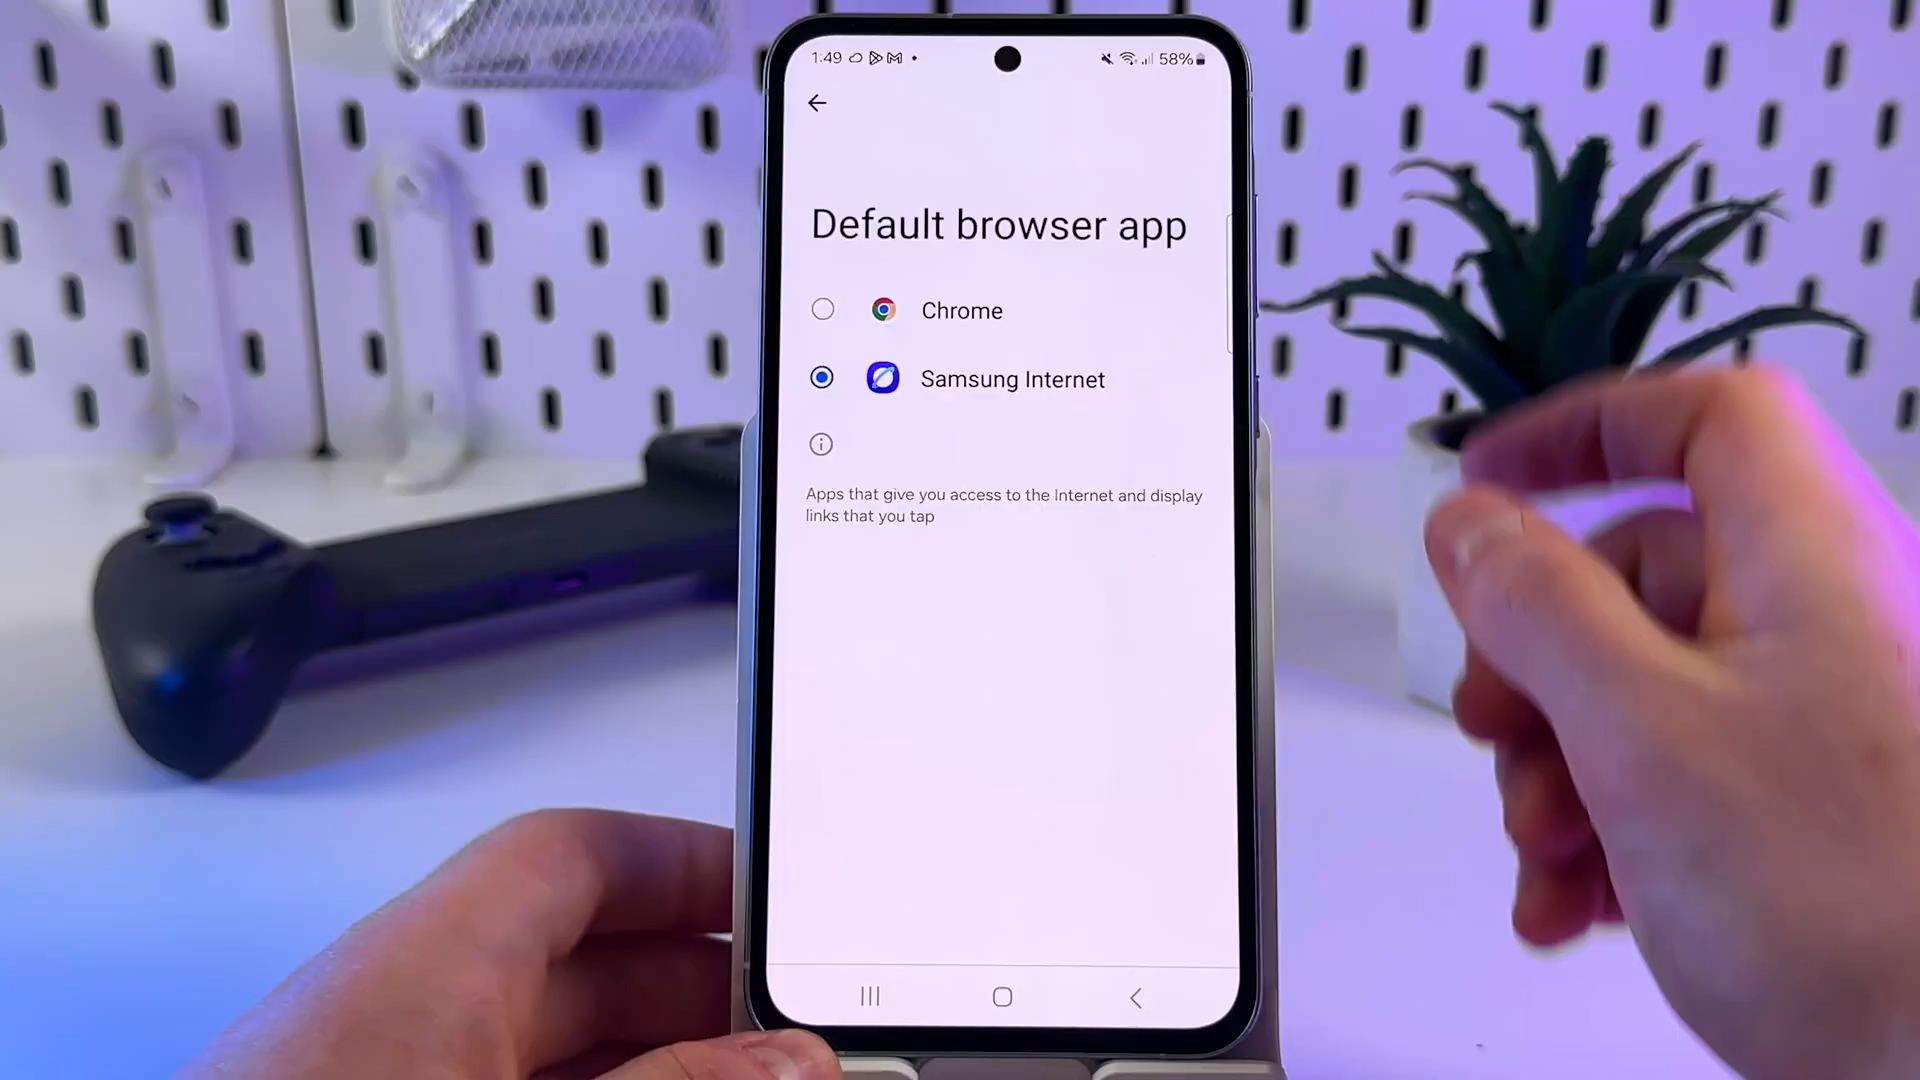 1:49 58%
Default browser app
Chrome
Samsung Internet
Apps that give you access to the Internet and display
links that you tap